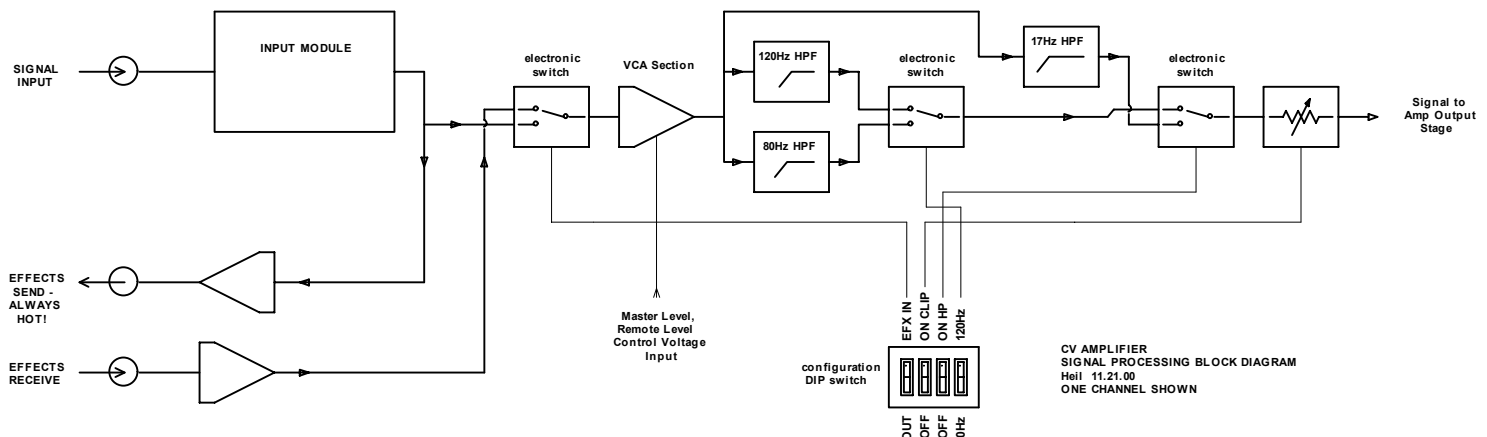 INPUT MODULE
SIGNAL
INPUT
electronic
switch
VCA Section
120Hz HPF
80Hz HPF
electronic
switch
17Hz HPF
electronic
switch
Signal to
Amp Output
Stage
EFFECTS
SEND -
ALWAYS
HOT!
EFFECTS
RECEIVE
Master Level,
Remote Level
Control Voltage
Input
EFX IN
ON CLIP
ON HP
120Hz
configuration
DIP switch
OUT
OFF
OFF
CV AMPLIFIER
SIGNAL PROCESSING BLOCK DIAGRAM
Heil 11.21.00
ONE CHANNEL SHOWN